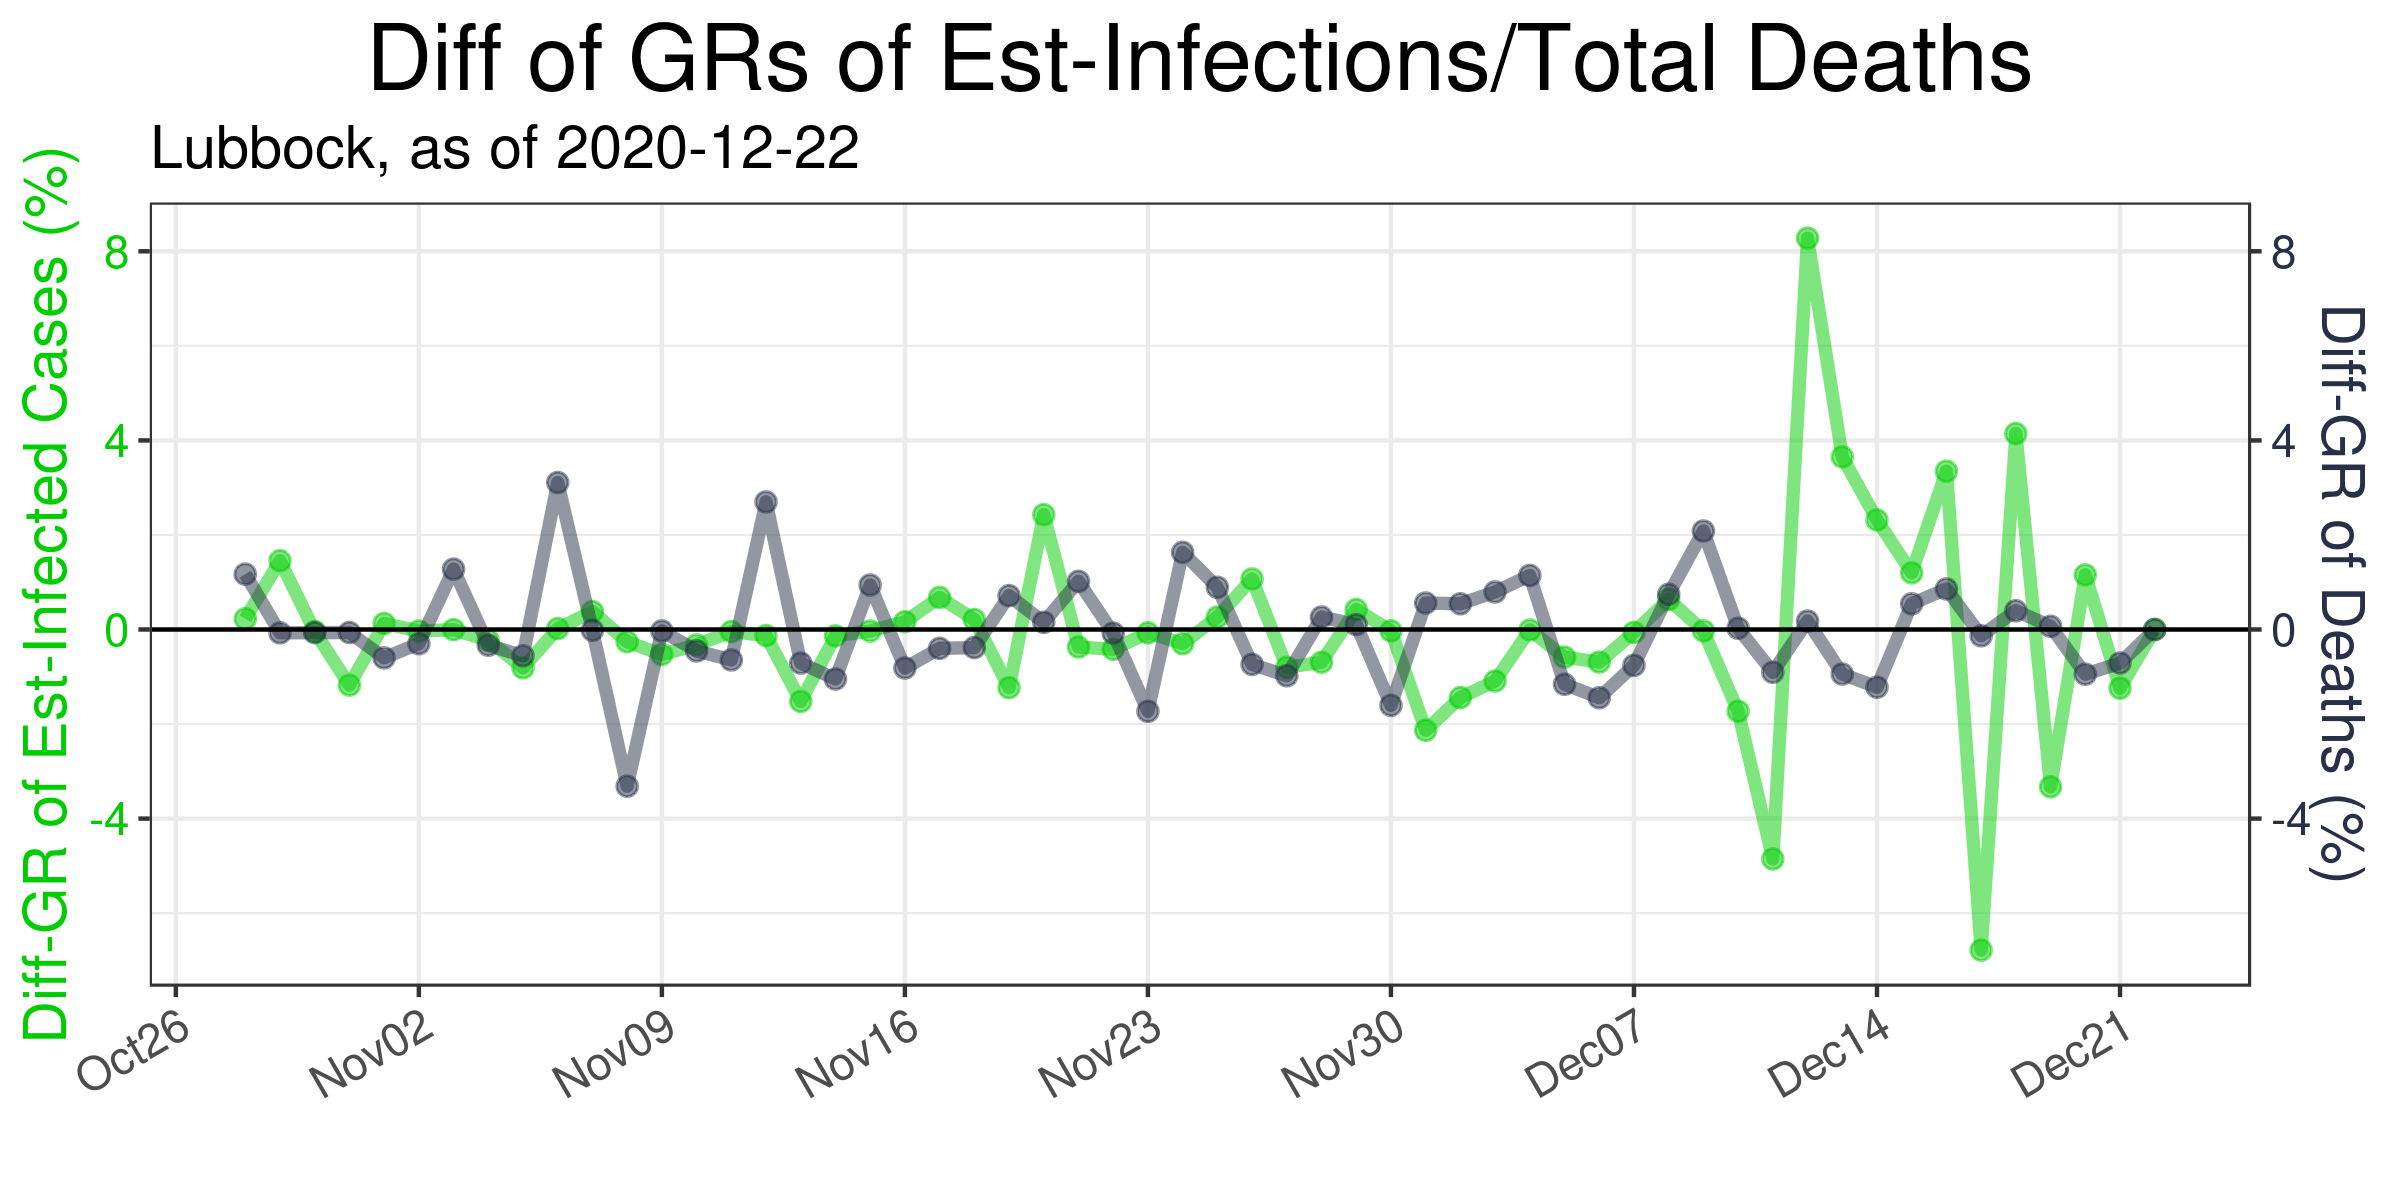 Diff of GRs of Est-Infections/Total Deaths
Lubbock, as of 2020-12-22
Diff-GR of Est-Infected Cases (%)
8
4
0
-4
8
4
0
-4
Diff-GR of Deaths (%)
Oct26
Nov02
Nov09
Nov16
Nov23
Nov30
Dec07
Dec14
Dec21